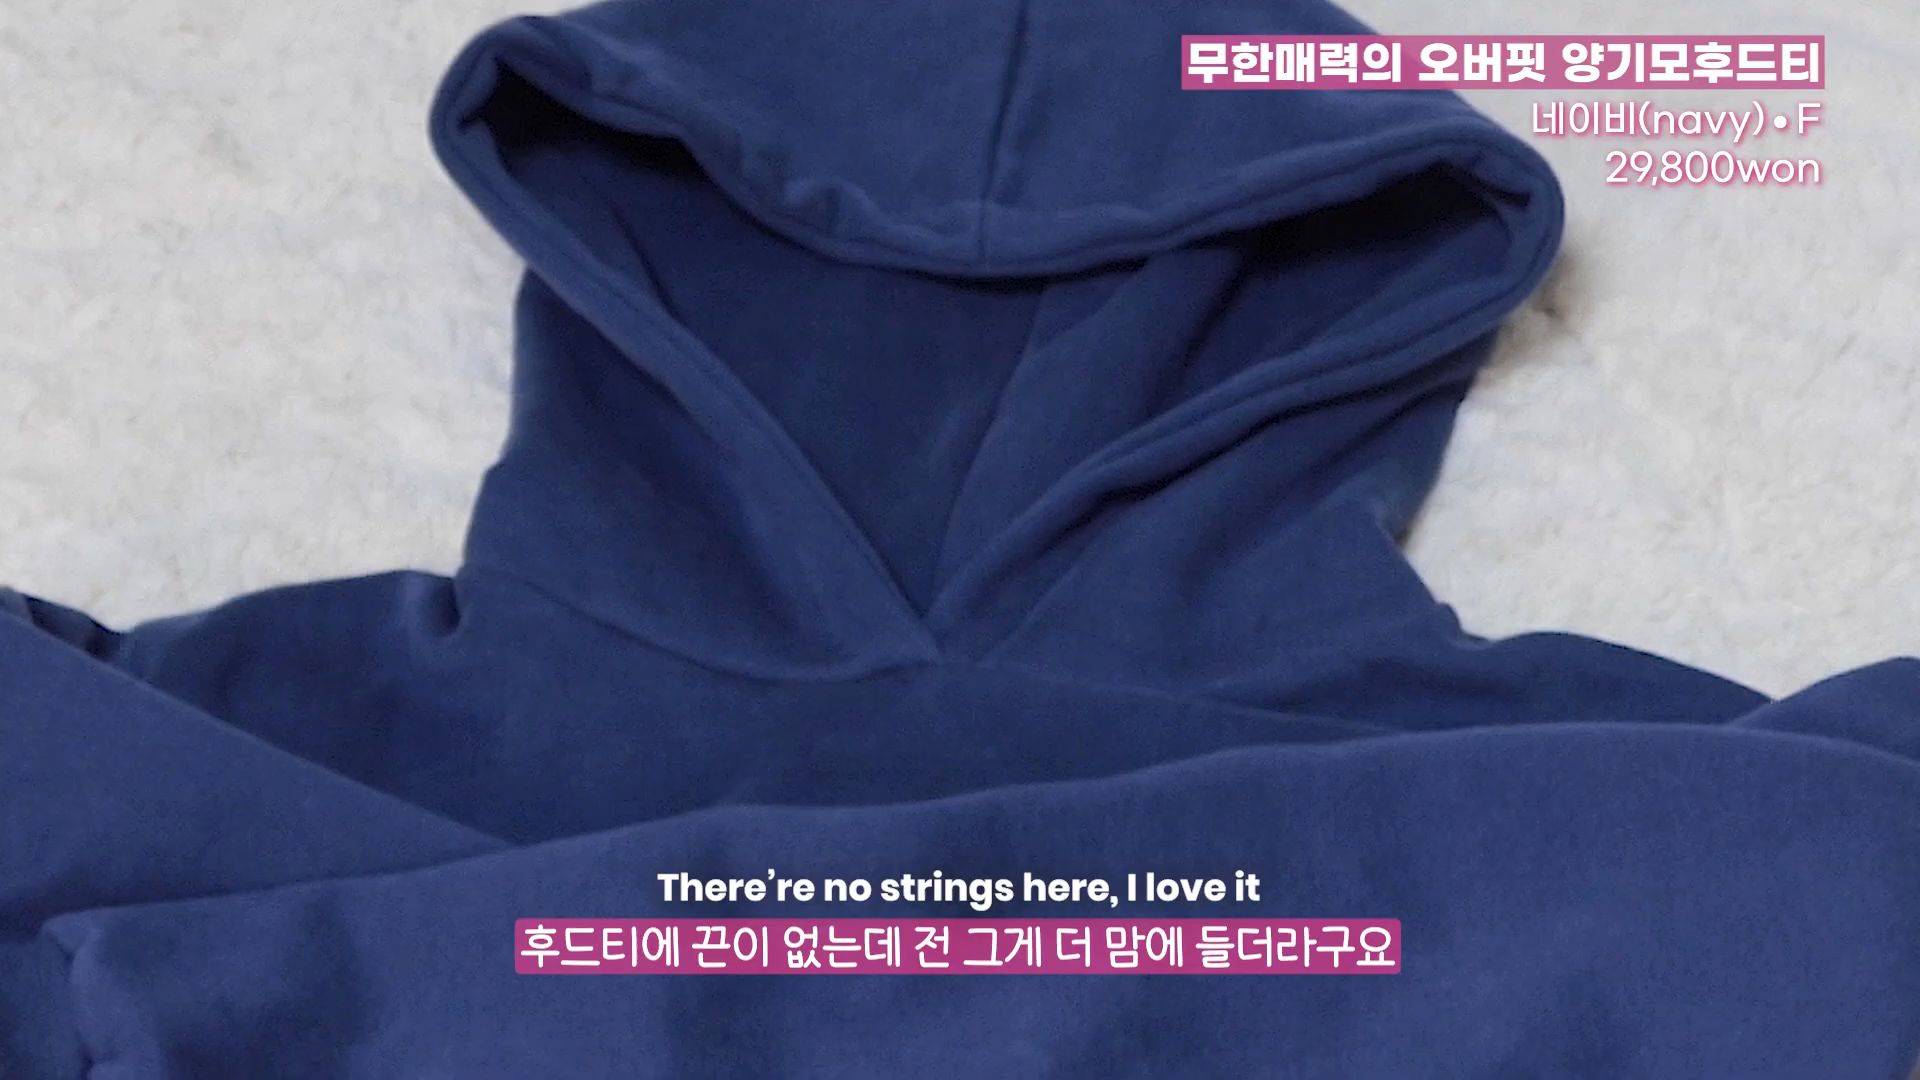 무한매력의 오버핏 양기모후드티
네이비(navy)•F
29,800won
There’re no strings here, I love it
후드티에 끈이 없는데 전 그게 더 맘에 들더라구요